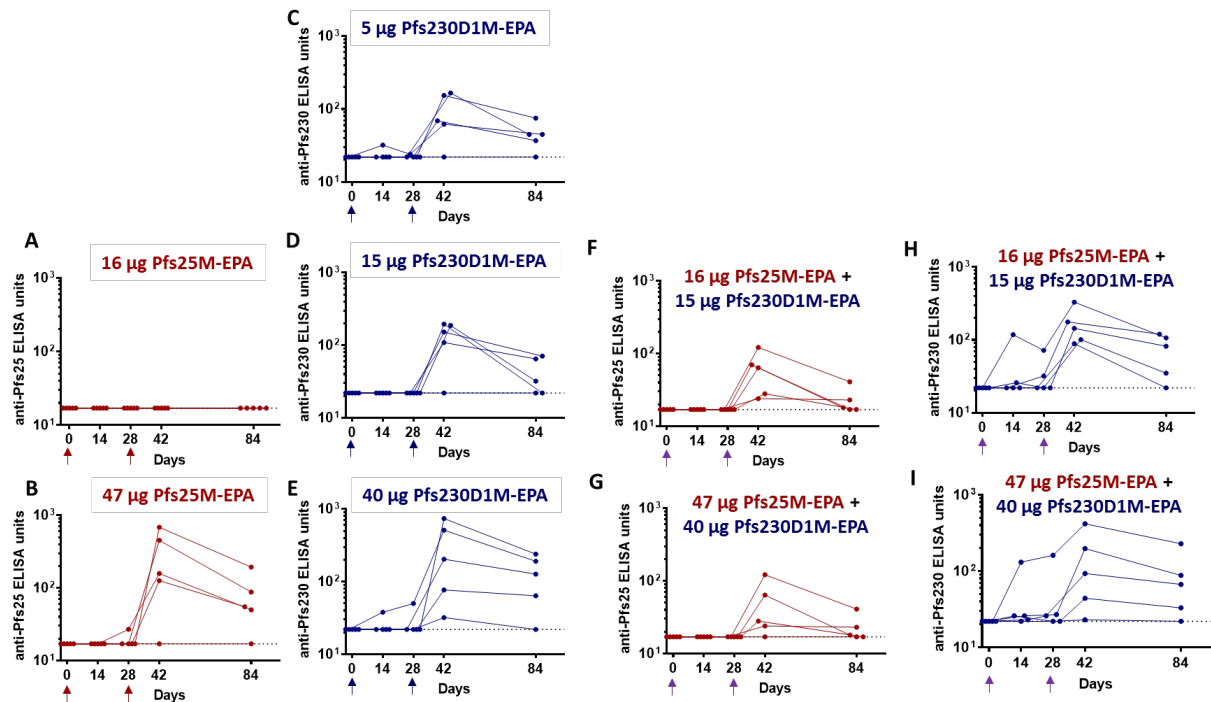 C
5 µg Pfs230D1M-EPA
anti-Pfs230 ELISA units
10³
10²
10¹
0 14 28 42 84
Days
A
16 µg Pfs25M-EPA
anti-Pfs25 ELISA units
10³
10²
10¹
0 14 28 42 84
Days
D
15 µg Pfs230D1M-EPA
anti-Pfs230 ELISA units
10³
10²
10¹
0 14 28 42 84
Days
F
16 µg Pfs25M-EPA +
15 µg Pfs230D1M-EPA
anti-Pfs25 ELISA units
10³
10²
10¹
0 14 28 42 84
Days
H
16 µg Pfs25M-EPA +
15 µg Pfs230D1M-EPA
anti-Pfs230 ELISA units
10³
10²
10¹
0 14 28 42 84
Days
B
47 µg Pfs25M-EPA
anti-Pfs25 ELISA units
10³
10²
10¹
0 14 28 42 84
Days
E
40 µg Pfs230D1M-EPA
anti-Pfs230 ELISA units
10³
10²
10¹
0 14 28 42 84
Days
G
47 µg Pfs25M-EPA +
40 µg Pfs230D1M-EPA
anti-Pfs25 ELISA units
10³
10²
10¹
0 14 28 42 84
Days
I
47 µg Pfs25M-EPA +
40 µg Pfs230D1M-EPA
anti-Pfs230 ELISA units
10³
10²
10¹
0 14 28 42 84
Days